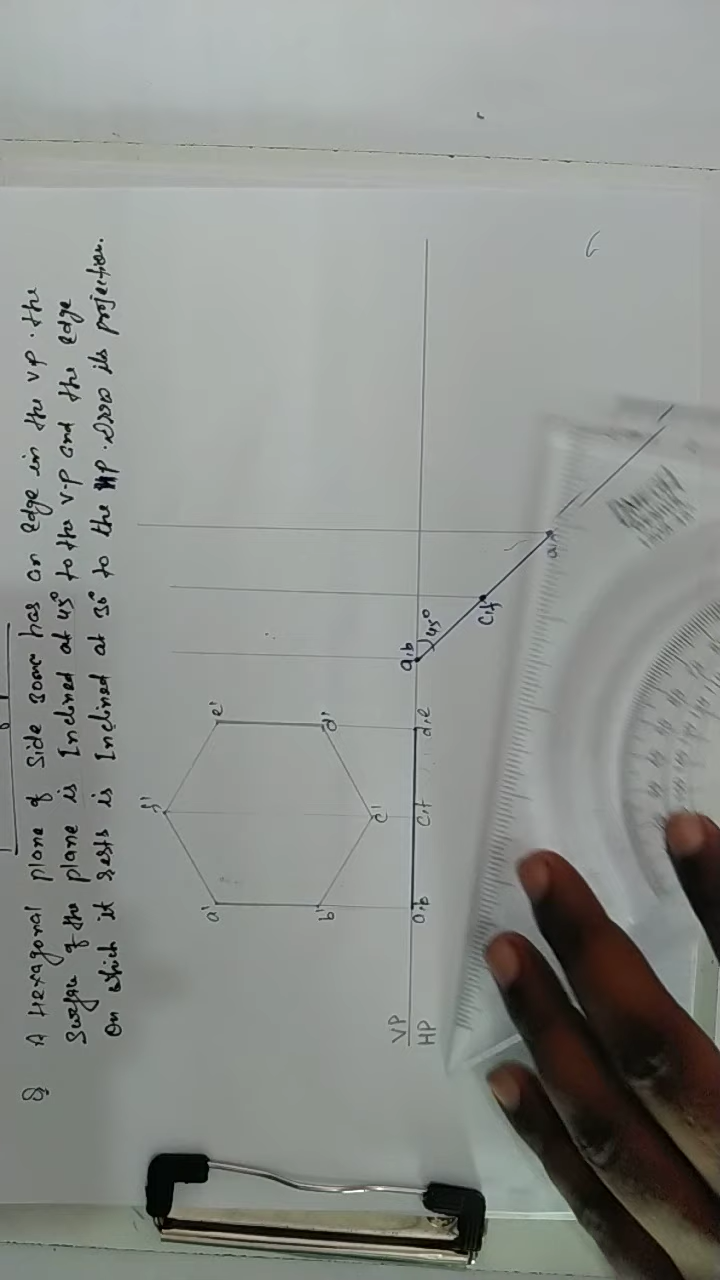 Q A Hexagonal plane of side 30mm has an edge in the V.P. the
Surface of the plane is Inclined at 45° to the V.P and the edge
on which it rests is Inclined at 30° to the HP. Draw its projection.
f'
a' e'
b' d'
c'
VP
HP
a,b c,f d,e
a,b
45°
c,f